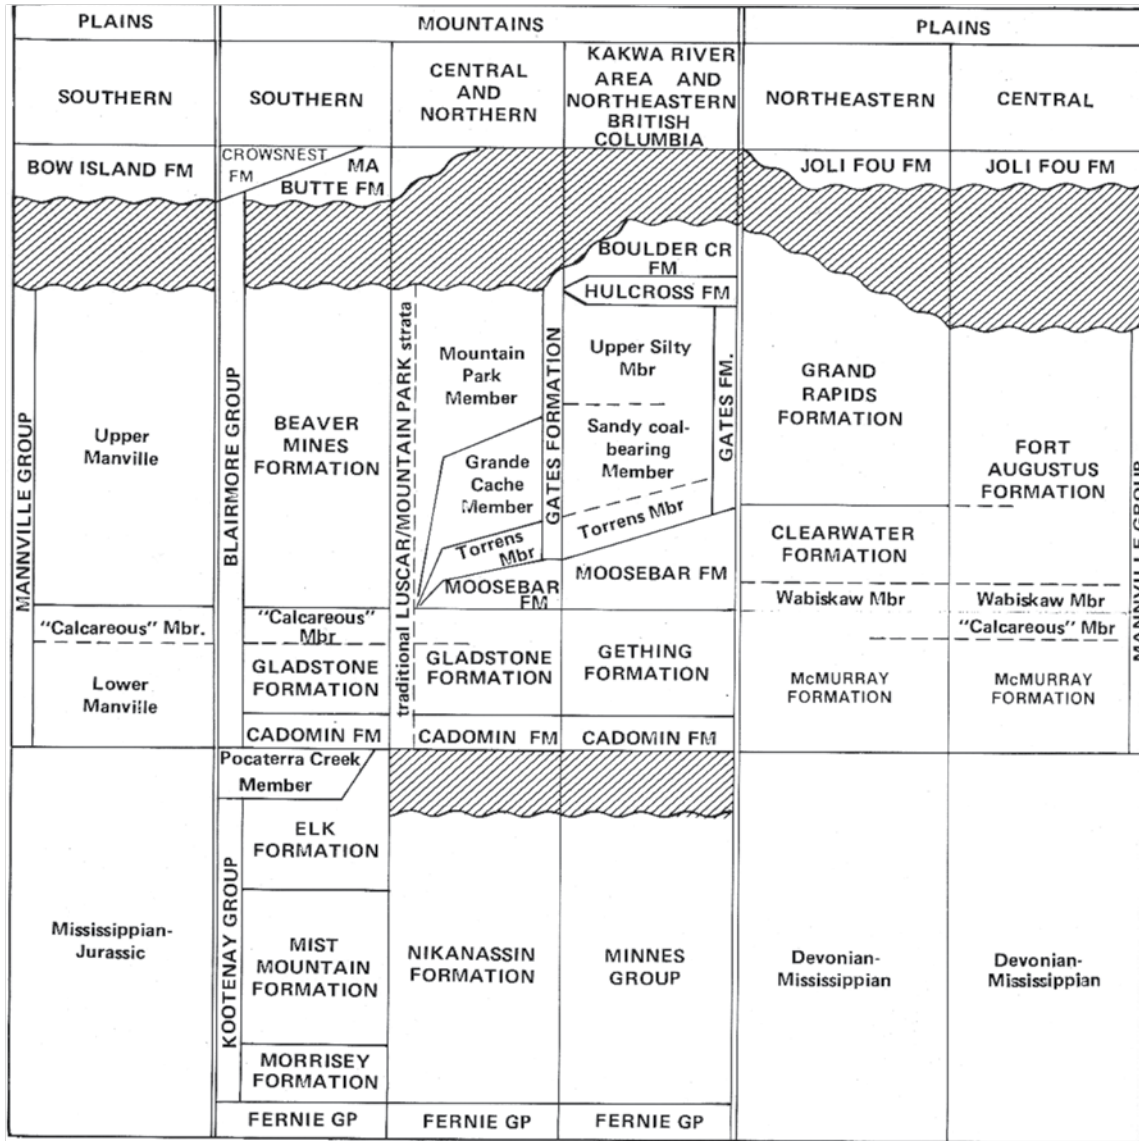 PLAINS
MOUNTAINS
PLAINS
SOUTHERN
SOUTHERN
CENTRAL
AND
NORTHERN
KAKWA RIVER
AREA AND
NORTHEASTERN
BRITISH
COLUMBIA
NORTHEASTERN
CENTRAL
BOW ISLAND FM
CROWSNEST
FM
MA
BUTTE FM
JOLI FOU FM
JOLI FOU FM
BOULDER CR
FM
HULCROSS FM
MANNVILLE GROUP
Upper
Manville
"Calcareous" Mbr.
Lower
Manville
BLAIRMORE GROUP
BEAVER
MINES
FORMATION
"Calcareous"
Mbr
GLADSTONE
FORMATION
CADOMIN FM
traditional LUSCAR/MOUNTAIN PARK strata
Mountain
Park
Member
Grande
Cache
Member
Torrens
Mbr
MOOSEBAR
FM
GLADSTONE
FORMATION
CADOMIN FM
GATES FORMATION
Upper Silty
Mbr
Sandy coal-
bearing
Member
Torrens Mbr
GATES FM.
MOOSEBAR FM
GETHING
FORMATION
CADOMIN FM
GRAND
RAPIDS
FORMATION
CLEARWATER
FORMATION
Wabiskaw Mbr
McMURRAY
FORMATION
FORT
AUGUSTUS
FORMATION
Wabiskaw Mbr
"Calcareous" Mbr
McMURRAY
FORMATION
MANNVILLE GROUP
Mississippian-
Jurassic
Pocaterra Creek
Member
KOOTENAY GROUP
ELK
FORMATION
MIST
MOUNTAIN
FORMATION
MORRISEY
FORMATION
FERNIE GP
NIKANASSIN
FORMATION
FERNIE GP
MINNES
GROUP
FERNIE GP
Devonian-
Mississippian
Devonian-
Mississippian